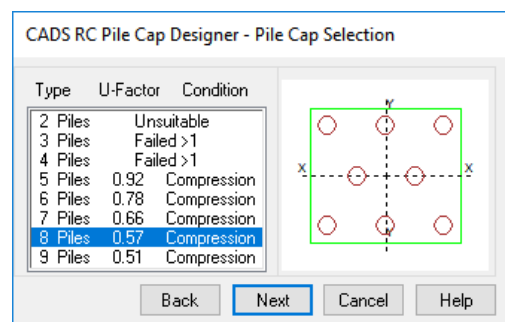 CADS RC Pile Cap Designer - Pile Cap Selection
Type U-Factor Condition
2 Piles Unsuitable
3 Piles Failed >1
4 Piles Failed >1
5 Piles 0.92 Compression
6 Piles 0.78 Compression
7 Piles 0.66 Compression
8 Piles 0.57 Compression
9 Piles 0.51 Compression
Y
X X
Y
Back Next Cancel Help